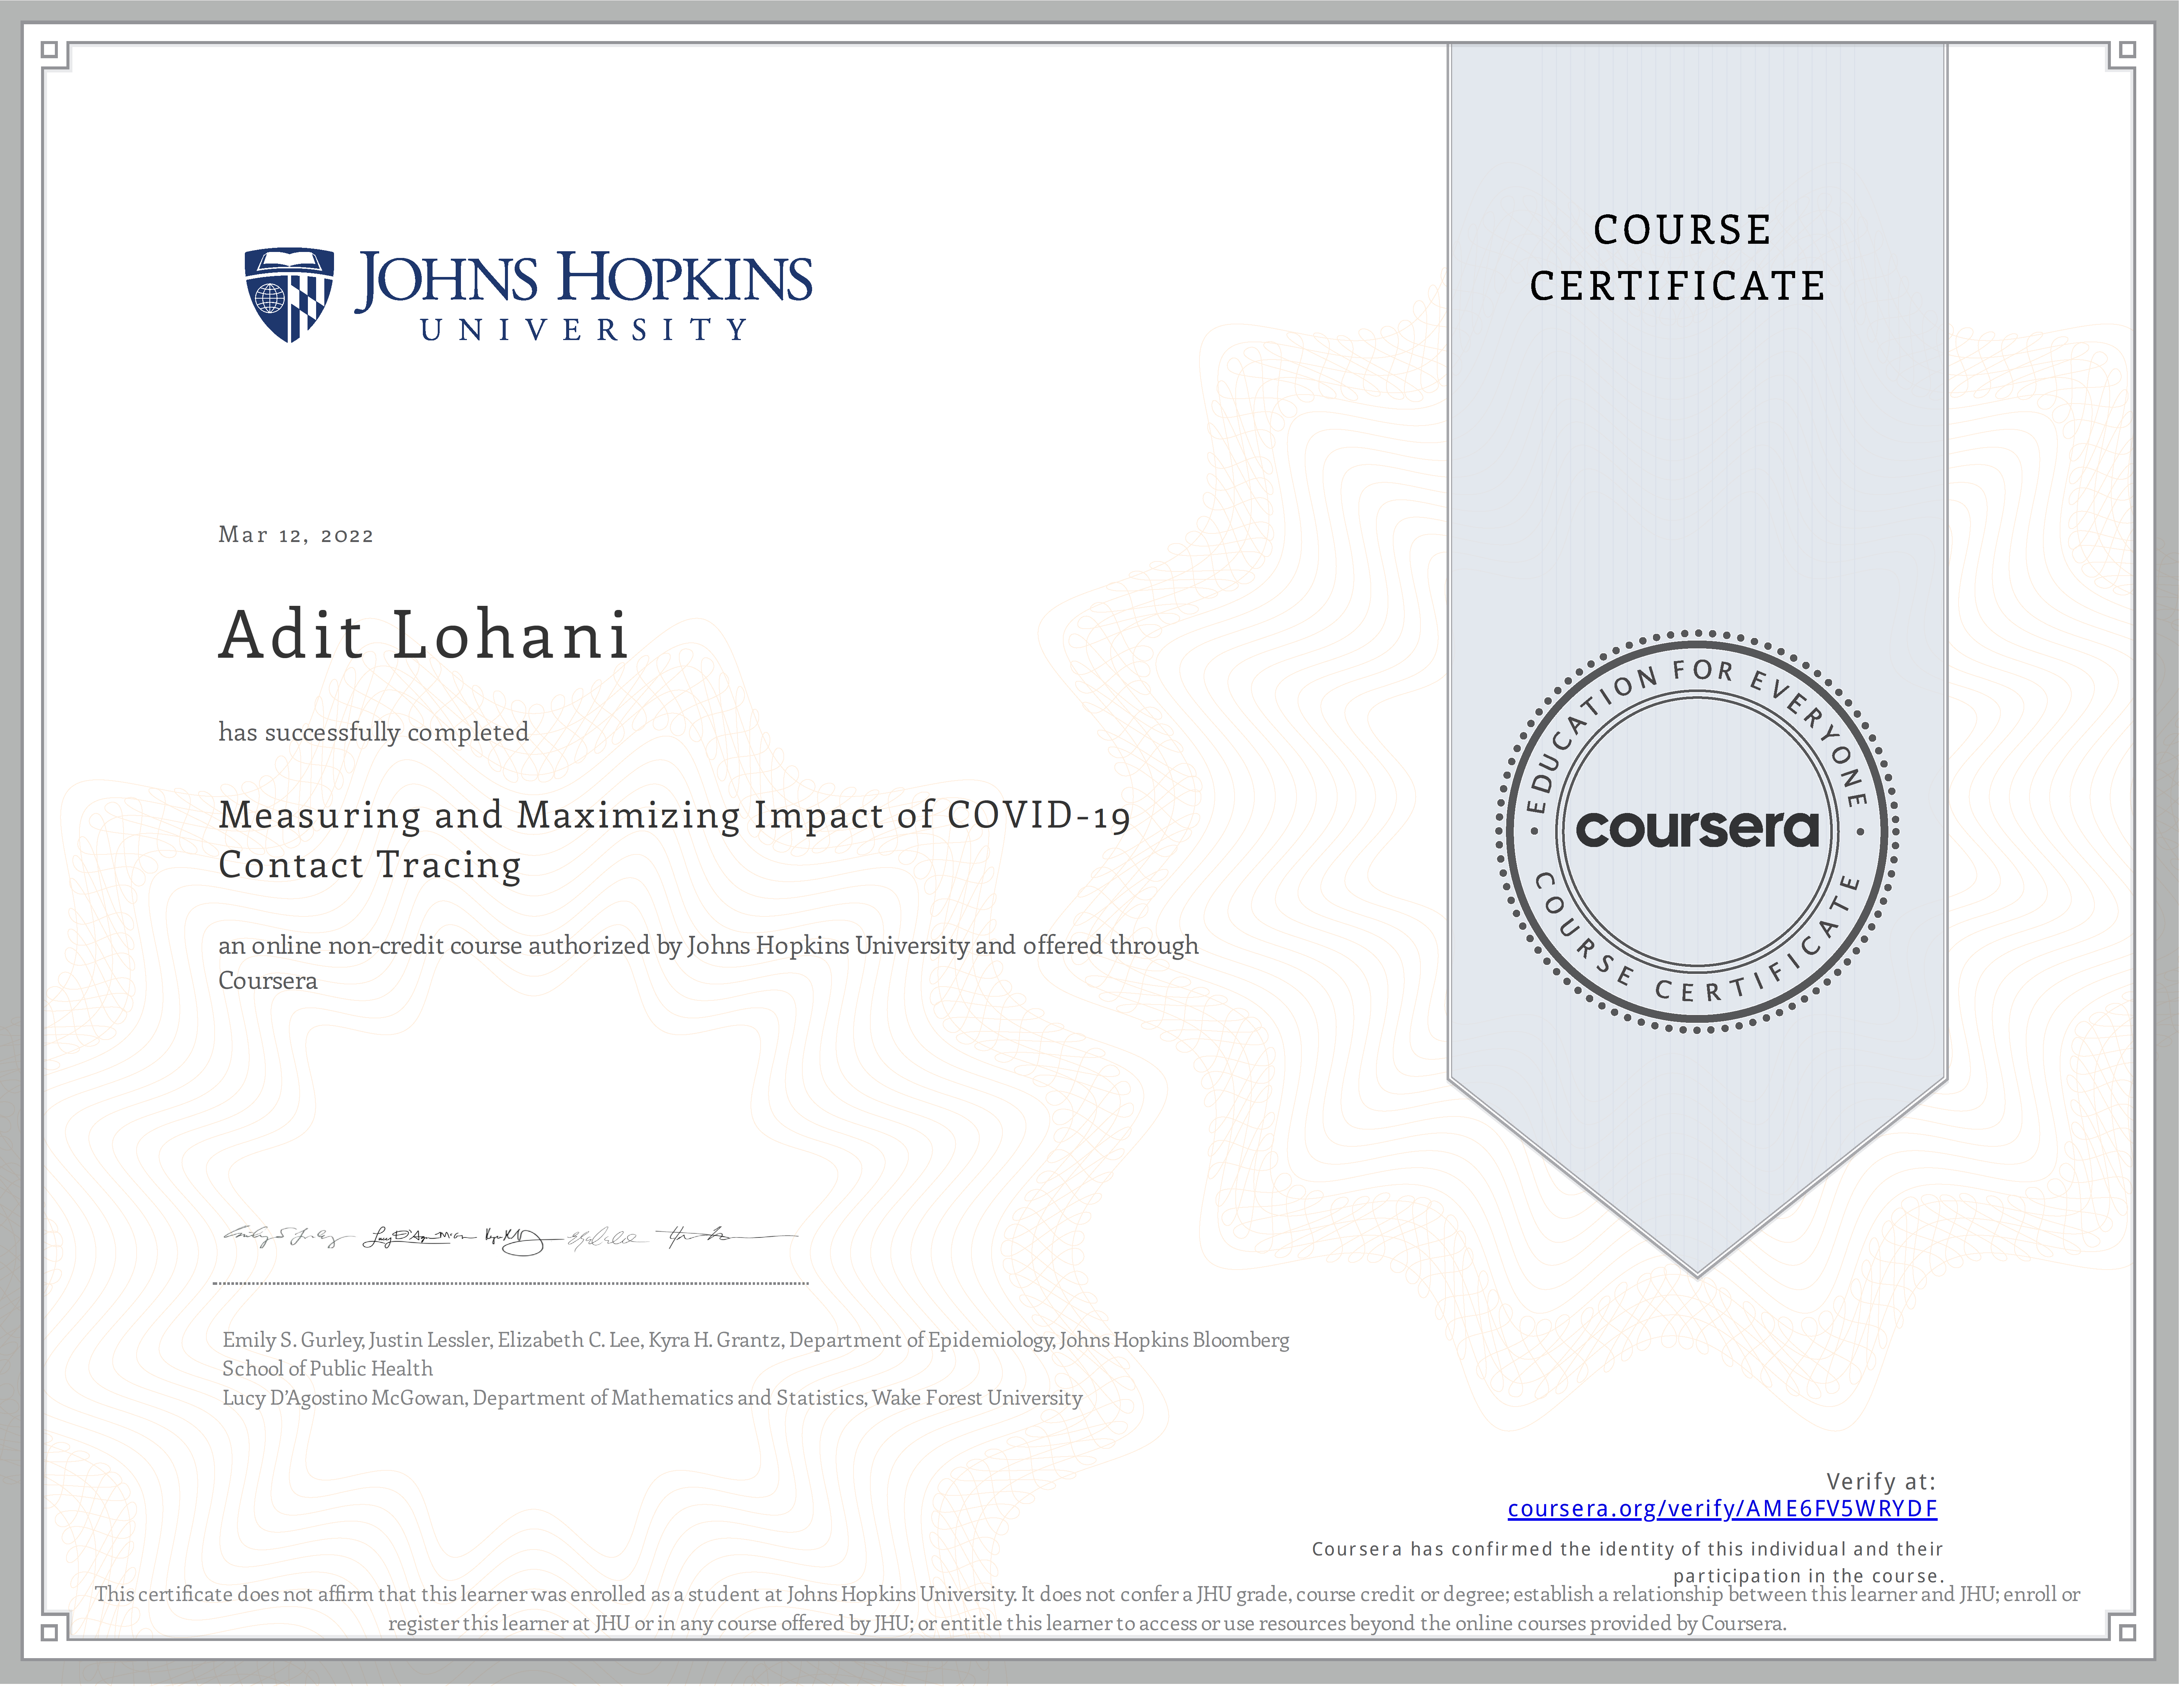 JOHNS HOPKINS
UNIVERSITY
COURSE
CERTIFICATE
Mar 12, 2022
Adit Lohani
has successfully completed
Measuring and Maximizing Impact of COVID-19
Contact Tracing
an online non-credit course authorized by Johns Hopkins University and offered through
Coursera
EDUCATION FOR EVERYONE
coursera
COURSE CERTIFICATE
Emily S. Gurley, Justin Lessler, Elizabeth C. Lee, Kyra H. Grantz, Department of Epidemiology, Johns Hopkins Bloomberg
School of Public Health
Lucy D'Agostino McGowan, Department of Mathematics and Statistics, Wake Forest University
Verify at:
coursera.org/verify/AME6FV5WRYDF
Coursera has confirmed the identity of this individual and their
participation in the course.
This certificate does not affirm that this learner was enrolled as a student at Johns Hopkins University. It does not confer a JHU grade, course credit or degree; establish a relationship between this learner and JHU; enroll or
register this learner at JHU or in any course offered by JHU; or entitle this learner to access or use resources beyond the online courses provided by Coursera.